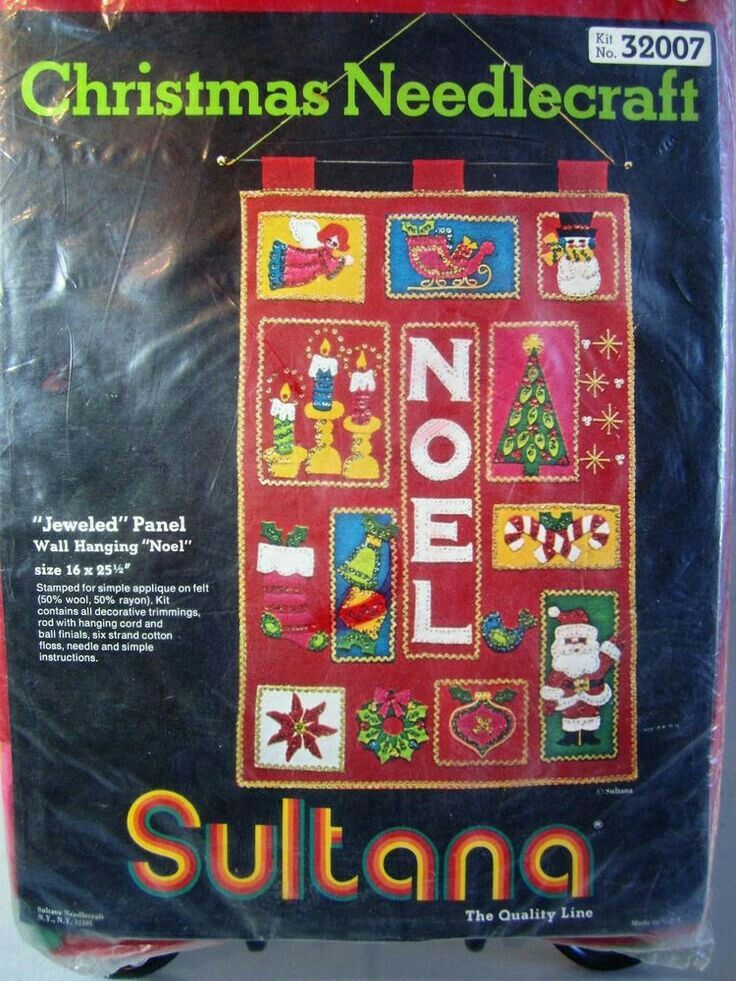 Kit
No. 32007
Christmas Needlecraft
N
O
E
L
"Jeweled" Panel
Wall Hanging "Noel"
size 16 x 25½"
Stamped for simple applique on felt
(50% wool, 50% rayon). Kit
contains all decorative trimmings,
rod with hanging cord and
ball finials, six strand cotton
floss, needle and simple
instructions.
© Sultana
Sultana®
The Quality Line
Sultana Needlecraft
N.Y., N.Y.
Made in